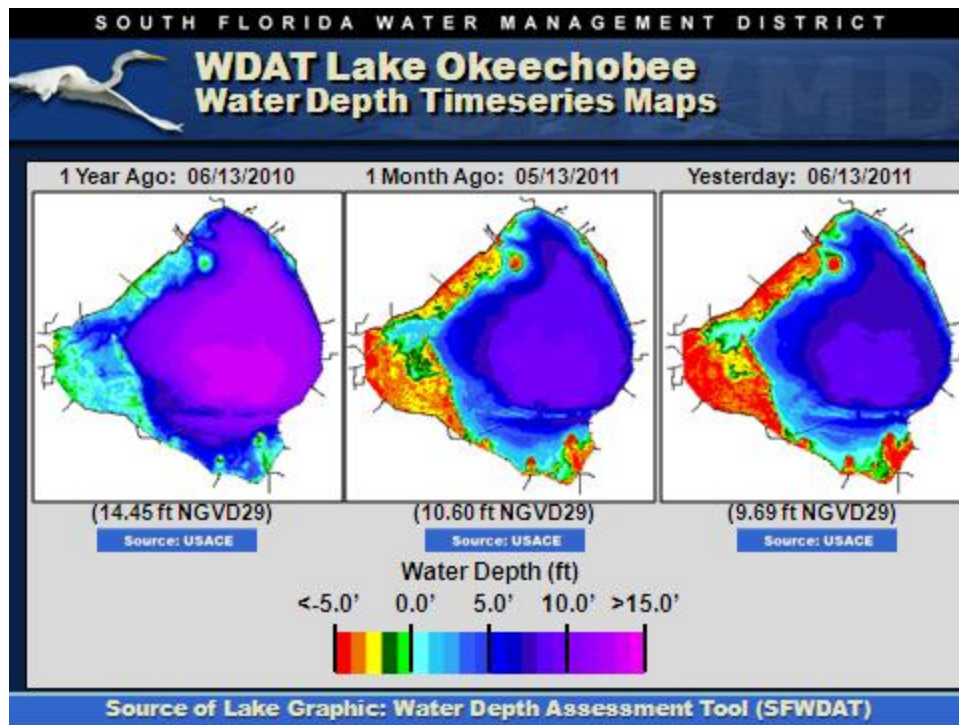 SOUTH FLORIDA WATER MANAGEMENT DISTRICT
WDAT Lake Okeechobee
Water Depth Timeseries Maps
1 Year Ago: 06/13/2010
1 Month Ago: 05/13/2011
Yesterday: 06/13/2011
(14.45 ft NGVD29)
(10.60 ft NGVD29)
(9.69 ft NGVD29)
Source: USACE
Source: USACE
Source: USACE
Water Depth (ft)
<-5.0' 0.0' 5.0' 10.0' >15.0'
Source of Lake Graphic: Water Depth Assessment Tool (SFWDAT)